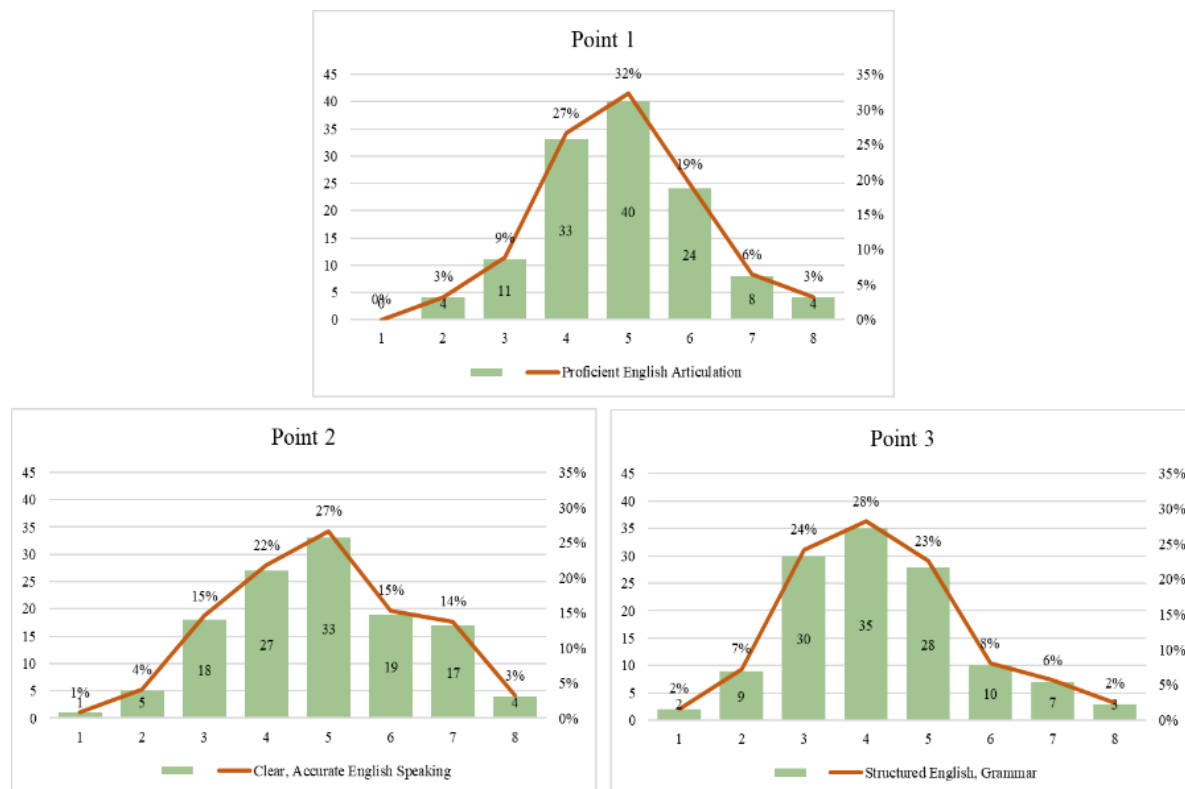 Point 1
45 35%
40 30%
35 25%
30 20%
25 15%
20 10%
15 5%
10 0%
5
0
0% 3% 9% 27% 32% 19% 6% 3%
0 4 11 33 40 24 8 4
1 2 3 4 5 6 7 8
Proficient English Articulation
Point 2
45 35%
40 30%
35 25%
30 20%
25 15%
20 10%
15 5%
10 0%
5
0
1% 4% 15% 22% 27% 15% 14% 3%
1 5 18 27 33 19 17 4
1 2 3 4 5 6 7 8
Clear, Accurate English Speaking
Point 3
45 35%
40 30%
35 25%
30 20%
25 15%
20 10%
15 5%
10 0%
5
0
2% 7% 24% 28% 23% 8% 6% 2%
2 9 30 35 28 10 7 3
1 2 3 4 5 6 7 8
Structured English, Grammar